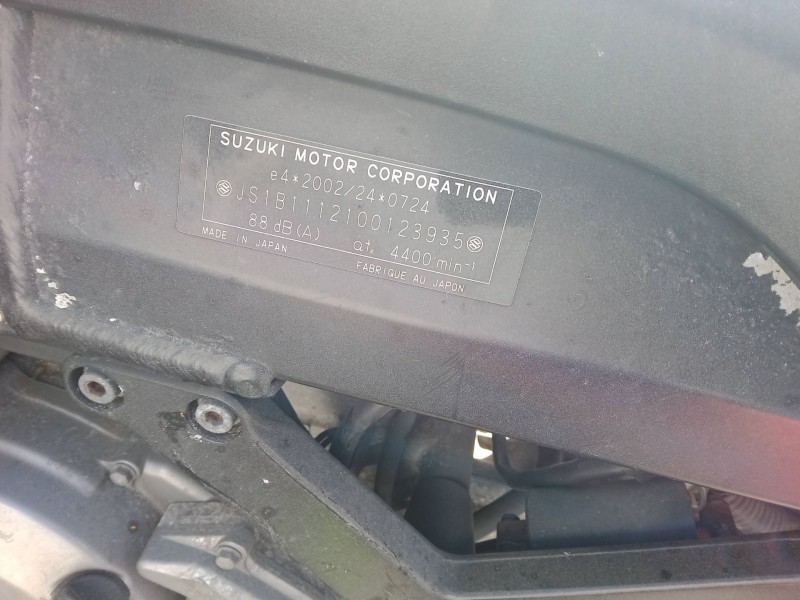 SUZUKI MOTOR CORPORATION
e4*2002/24*0724
JS1B1112100123935
88 dB(A) at. 4400 min-1
MADE IN JAPAN FABRIQUE AU JAPON